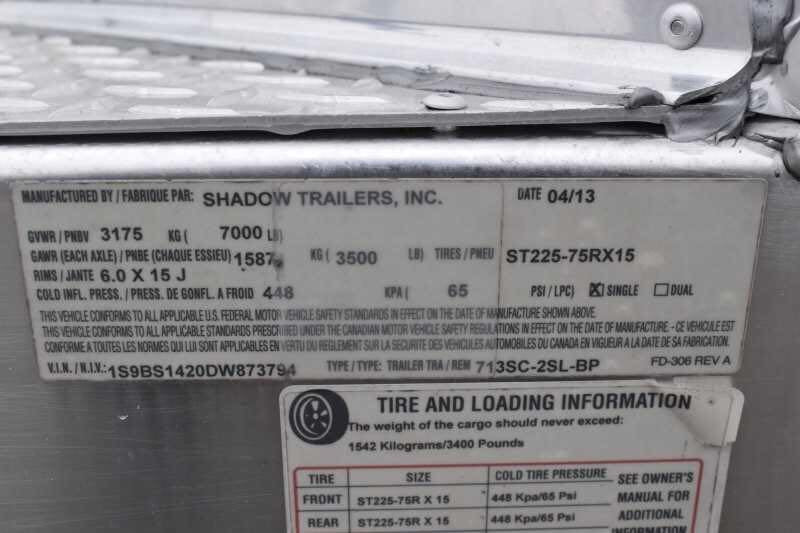 MANUFACTURED BY / FABRIQUE PAR: SHADOW TRAILERS, INC. DATE 04/13
GVWR / PNBV 3175 KG ( 7000 LB)
GAWR (EACH AXLE) / PNBE (CHAQUE ESSIEU) 1587 KG ( 3500 LB) TIRES / PNEU ST225-75RX15
RIMS / JANTE 6.0 X 15 J
COLD INFL. PRESS. / PRESS. DE GONFL. A FROID 448 KPA ( 65 PSI / LPC) X SINGLE DUAL
THIS VEHICLE CONFORMS TO ALL APPLICABLE U.S. FEDERAL MOTOR VEHICLE SAFETY STANDARDS IN EFFECT ON THE DATE OF MANUFACTURE SHOWN ABOVE.
THIS VEHICLE CONFORMS TO ALL APPLICABLE STANDARDS PRESCRIBED UNDER THE CANADIAN MOTOR VEHICLE SAFETY REGULATIONS IN EFFECT ON THE DATE OF MANUFACTURE. - CE VEHICULE EST
CONFORME A TOUTES LES NORMES QUI LUI SONT APPLICABLES EN VERTU DU REGLEMENT SUR LA SECURITE DES VEHICULES AUTOMOBILES DU CANADA EN VIGUEUR A LA DATE DE SA FABRICATION.
V.I.N. / N.I.V.: 1S9BS1420DW873794 TYPE / TYPE: TRAILER TRA / REM 713SC-2SL-BP FD-306 REV A
TIRE AND LOADING INFORMATION
The weight of the cargo should never exceed:
1542 Kilograms/3400 Pounds
TIRE SIZE COLD TIRE PRESSURE SEE OWNER'S
FRONT ST225-75R X 15 448 Kpa/65 Psi MANUAL FOR
REAR ST225-75R X 15 448 Kpa/65 Psi ADDITIONAL
INFORMATION